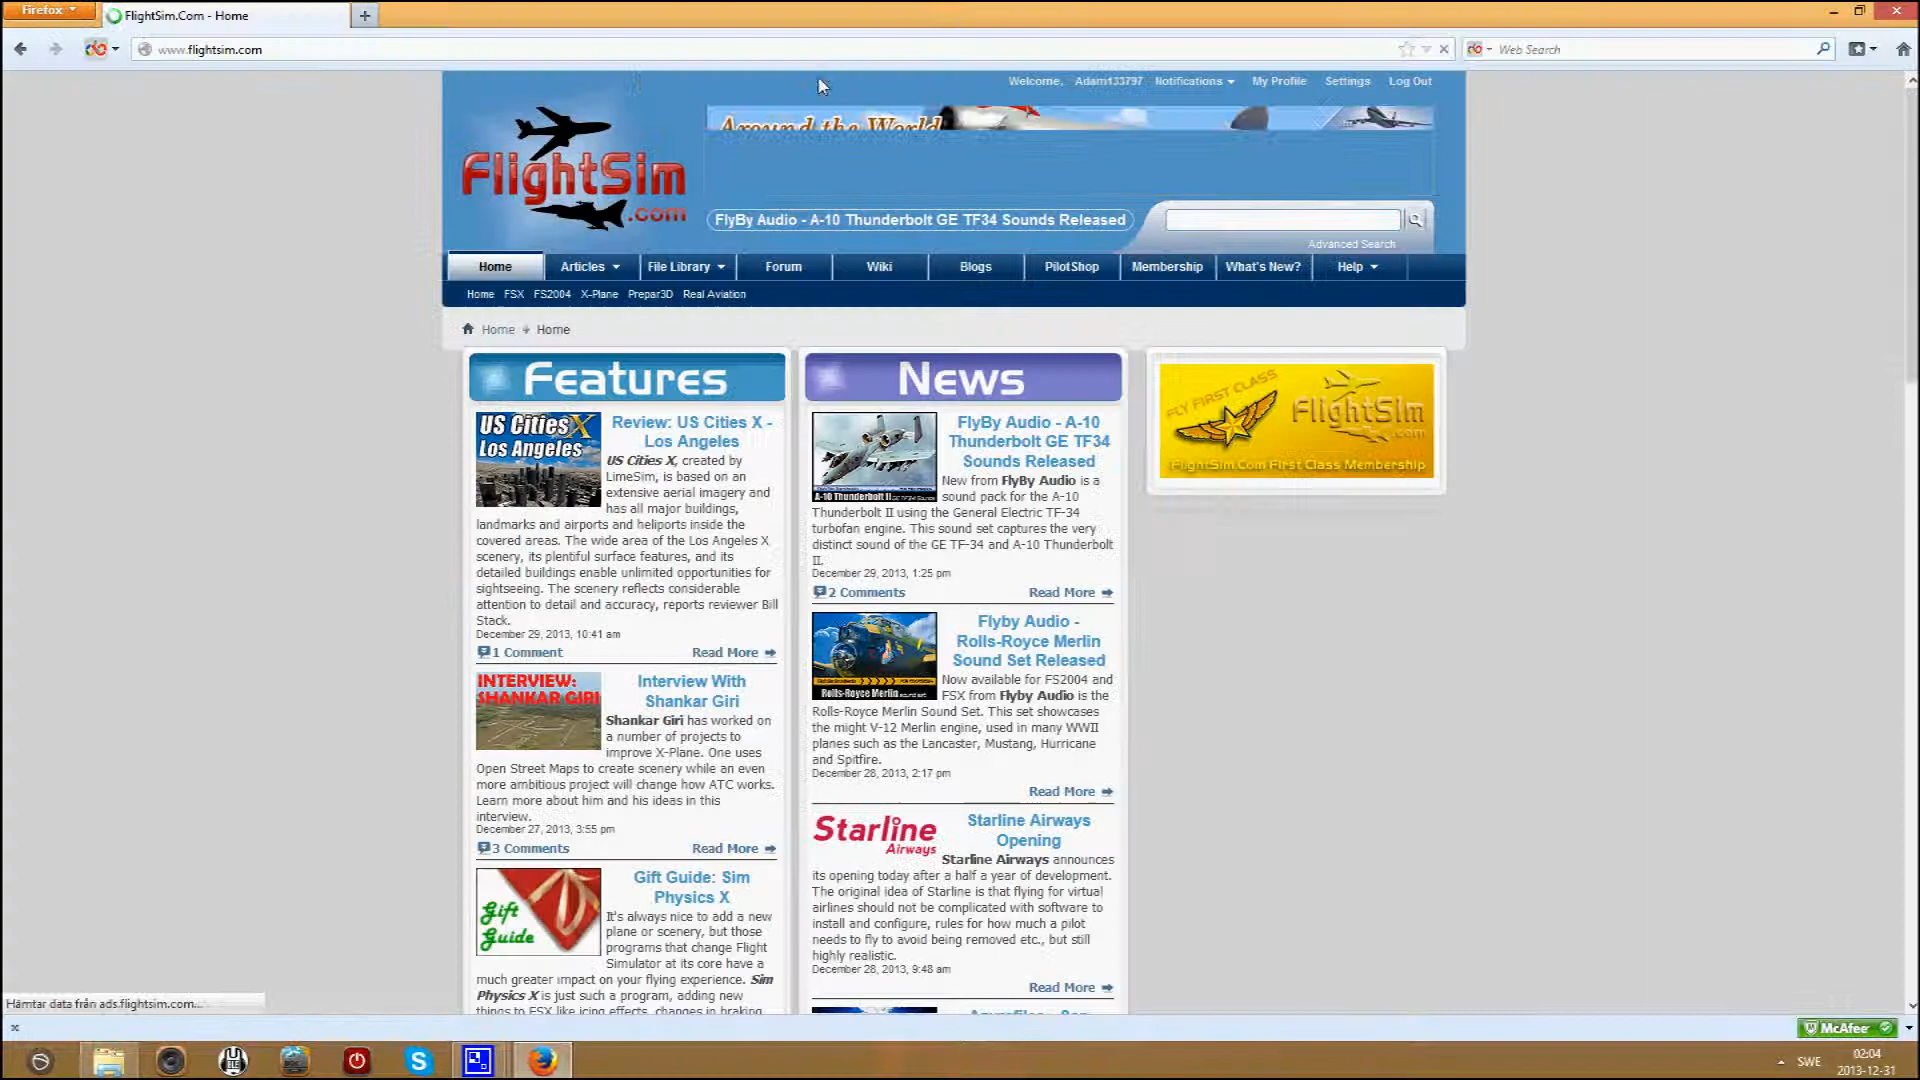 Firefox
FlightSim.Com - Home
www.flightsim.com
Web Search
Welcome, Adam133797 Notifications My Profile Settings Log Out
Around the World
FlightSim
.com
FlyBy Audio - A-10 Thunderbolt GE TF34 Sounds Released
Advanced Search
Home Articles File Library Forum Wiki Blogs PilotShop Membership What's New? Help
Home FSX FS2004 X-Plane Prepar3D Real Aviation
Home Home
Features
US Cities X
Los Angeles
Review: US Cities X -
Los Angeles
US Cities X, created by
LimeSim, is based on an
extensive aerial imagery and
has all major buildings,
landmarks and airports and heliports inside the
covered areas. The wide area of the Los Angeles X
scenery, its plentiful surface features, and its
detailed buildings enable unlimited opportunities for
sightseeing. The scenery reflects considerable
attention to detail and accuracy, reports reviewer Bill
Stack.
December 29, 2013, 10:41 am
1 Comment Read More
INTERVIEW:
SHANKAR GIRI
Interview With
Shankar Giri
Shankar Giri has worked on
a number of projects to
improve X-Plane. One uses
Open Street Maps to create scenery while an even
more ambitious project will change how ATC works.
Learn more about him and his ideas in this
interview.
December 27, 2013, 3:55 pm
3 Comments Read More
Gift
Guide
Gift Guide: Sim
Physics X
It's always nice to add a new
plane or scenery, but those
programs that change Flight
Simulator at its core have a
much greater impact on your flying experience. Sim
Physics X is just such a program, adding new
things to FSX like icing effects, changes in braking
News
A-10 Thunderbolt II GE TF34 Sounds
FlyBy Audio - A-10
Thunderbolt GE TF34
Sounds Released
New from FlyBy Audio is a
sound pack for the A-10
Thunderbolt II using the General Electric TF-34
turbofan engine. This sound set captures the very
distinct sound of the GE TF-34 and A-10 Thunderbolt
II.
December 29, 2013, 1:25 pm
2 Comments Read More
Rolls-Royce Merlin sound set
Flyby Audio -
Rolls-Royce Merlin
Sound Set Released
Now available for FS2004 and
FSX from Flyby Audio is the
Rolls-Royce Merlin Sound Set. This set showcases
the might V-12 Merlin engine, used in many WWII
planes such as the Lancaster, Mustang, Hurricane
and Spitfire.
December 28, 2013, 2:17 pm
Read More
Starline
Airways
Starline Airways
Opening
Starline Airways announces
its opening today after a half a year of development.
The original idea of Starline is that flying for virtual
airlines should not be complicated with software to
install and configure, rules for how much a pilot
needs to fly to avoid being removed etc., but still
highly realistic.
December 28, 2013, 9:48 am
Read More
FLY FIRST CLASS
FlightSim
.com
FlightSim.Com First Class Membership
Hämtar data från ads.flightsim.com...
McAfee
SWE
02:04
2013-12-31